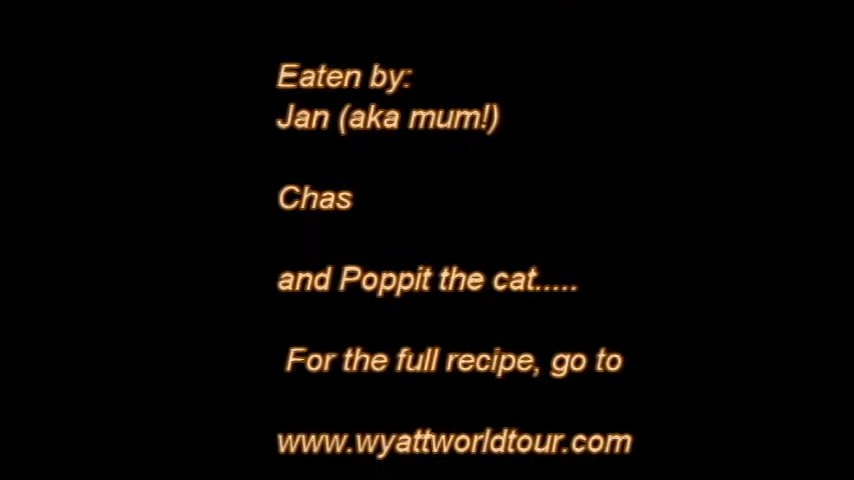 Eaten by:
Jan (aka mum!)
Chas
and Poppit the cat.....
For the full recipe, go to
www.wyattworldtour.com